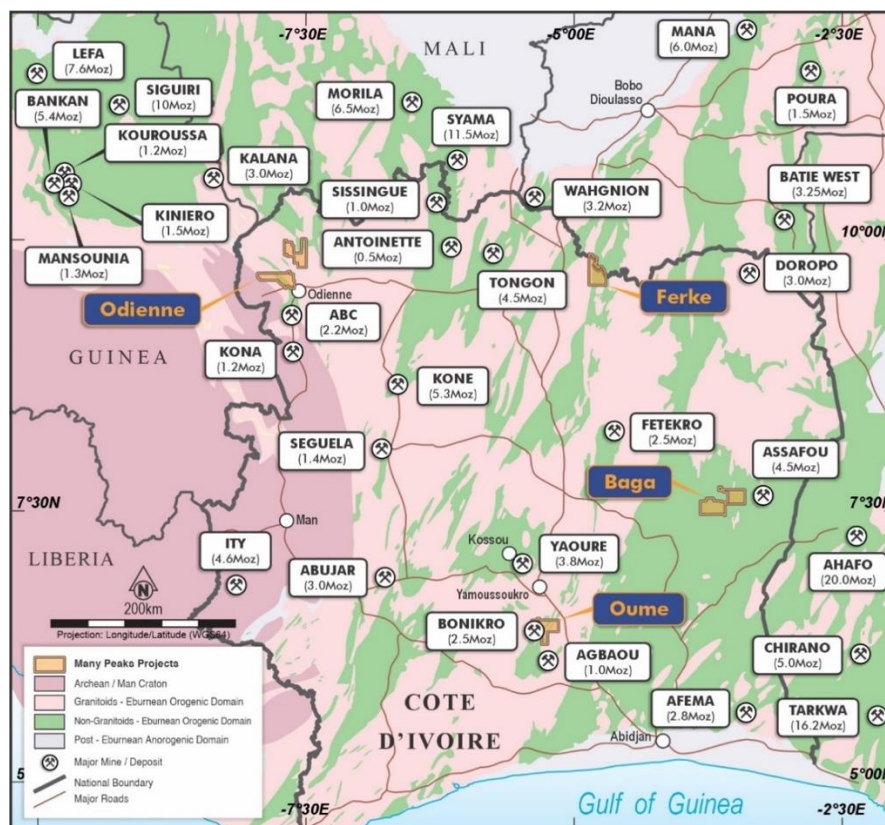 -7°30E
-5°00E
-2°30E
MALI
MANA
(6.0Moz)
LEFA
(7.6Moz)
BANKAN
(5.4Moz)
SIGUIRI
(10Moz)
MORILA
(6.5Moz)
Bobo
Dioulasso
POURA
(1.5Moz)
KOUROUSSA
(1.2Moz)
SYAMA
(11.5Moz)
KALANA
(3.0Moz)
SISSINGUE
(1.0Moz)
WAHGNION
(3.2Moz)
BATIE WEST
(3.25Moz)
KINIERO
(1.5Moz)
10°00N
MANSOUNIA
(1.3Moz)
ANTOINETTE
(0.5Moz)
TONGON
(4.5Moz)
DOROPO
(3.0Moz)
Odienne
Odienne
Ferke
ABC
(2.2Moz)
GUINEA
KONA
(1.2Moz)
KONE
(5.3Moz)
FETEKRO
(2.5Moz)
SEGUELA
(1.4Moz)
ASSAFOU
(4.5Moz)
Baga
7°30N
7°30N
Man
LIBERIA
ITY
(4.6Moz)
Kossou
YAOURE
(3.8Moz)
AHAFO
(20.0Moz)
ABUJAR
(3.0Moz)
Yamoussoukro
N
200km
Projection: Longitude/Latitude (WGS84)
Oume
BONIKRO
(2.5Moz)
AGBAOU
(1.0Moz)
CHIRANO
(5.0Moz)
COTE
D'IVOIRE
AFEMA
(2.8Moz)
TARKWA
(16.2Moz)
Abidjan
Many Peaks Projects
Archean / Man Craton
Granitoids - Eburnean Orogenic Domain
Non-Granitoids - Eburnean Orogenic Domain
Post - Eburnean Anorogenic Domain
Major Mine / Deposit
National Boundary
Major Roads
5°00N
-7°30E
Gulf of Guinea
-2°30E